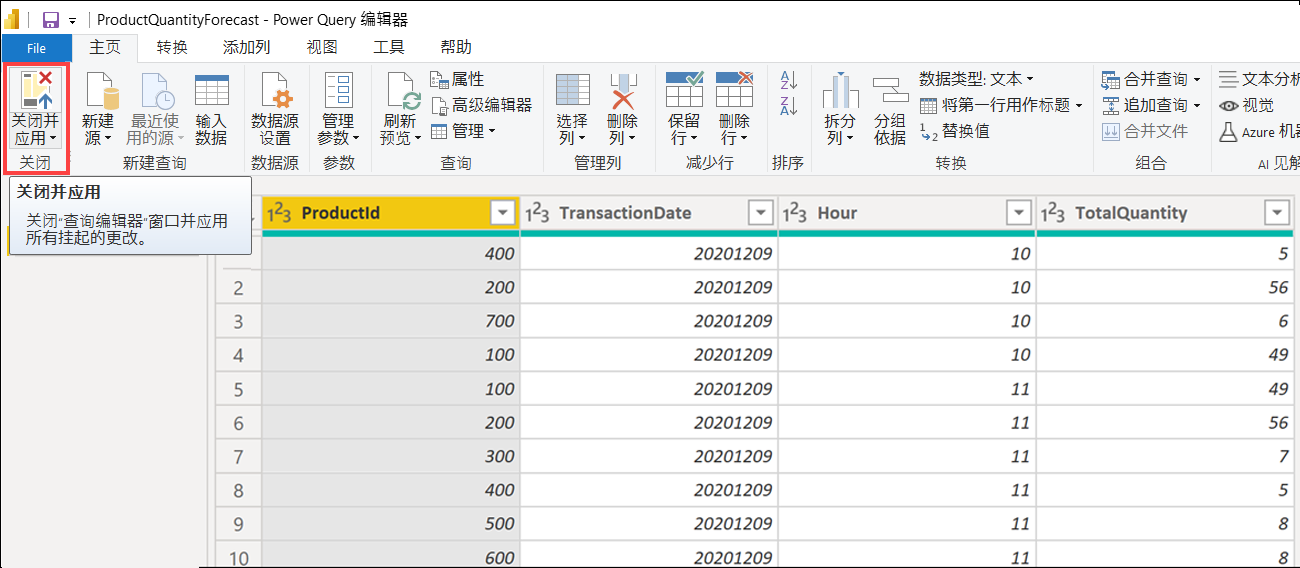 ProductQuantityForecast - Power Query 编辑器
File 主页 转换 添加列 视图 工具 帮助
关闭并应用
新建源
最近使用的源
输入数据
数据源设置
管理参数
刷新预览
属性
高级编辑器
管理
选择列
删除列
保留行
删除行
拆分列
分组依据
数据类型: 文本
将第一行用作标题
替换值
合并查询
追加查询
合并文件
文本分析
视觉
Azure 机器
关闭 新建查询 数据源 参数 查询 管理列 减少行 排序 转换 组合 AI 见解
关闭并应用
关闭“查询编辑器”窗口并应用
所有挂起的更改。
1²3 ProductId 1²3 TransactionDate 1²3 Hour 1²3 TotalQuantity
400 20201209 10 5
2 200 20201209 10 56
3 700 20201209 10 6
4 100 20201209 10 49
5 100 20201209 11 49
6 200 20201209 11 56
7 300 20201209 11 7
8 400 20201209 11 5
9 500 20201209 11 8
10 600 20201209 11 8